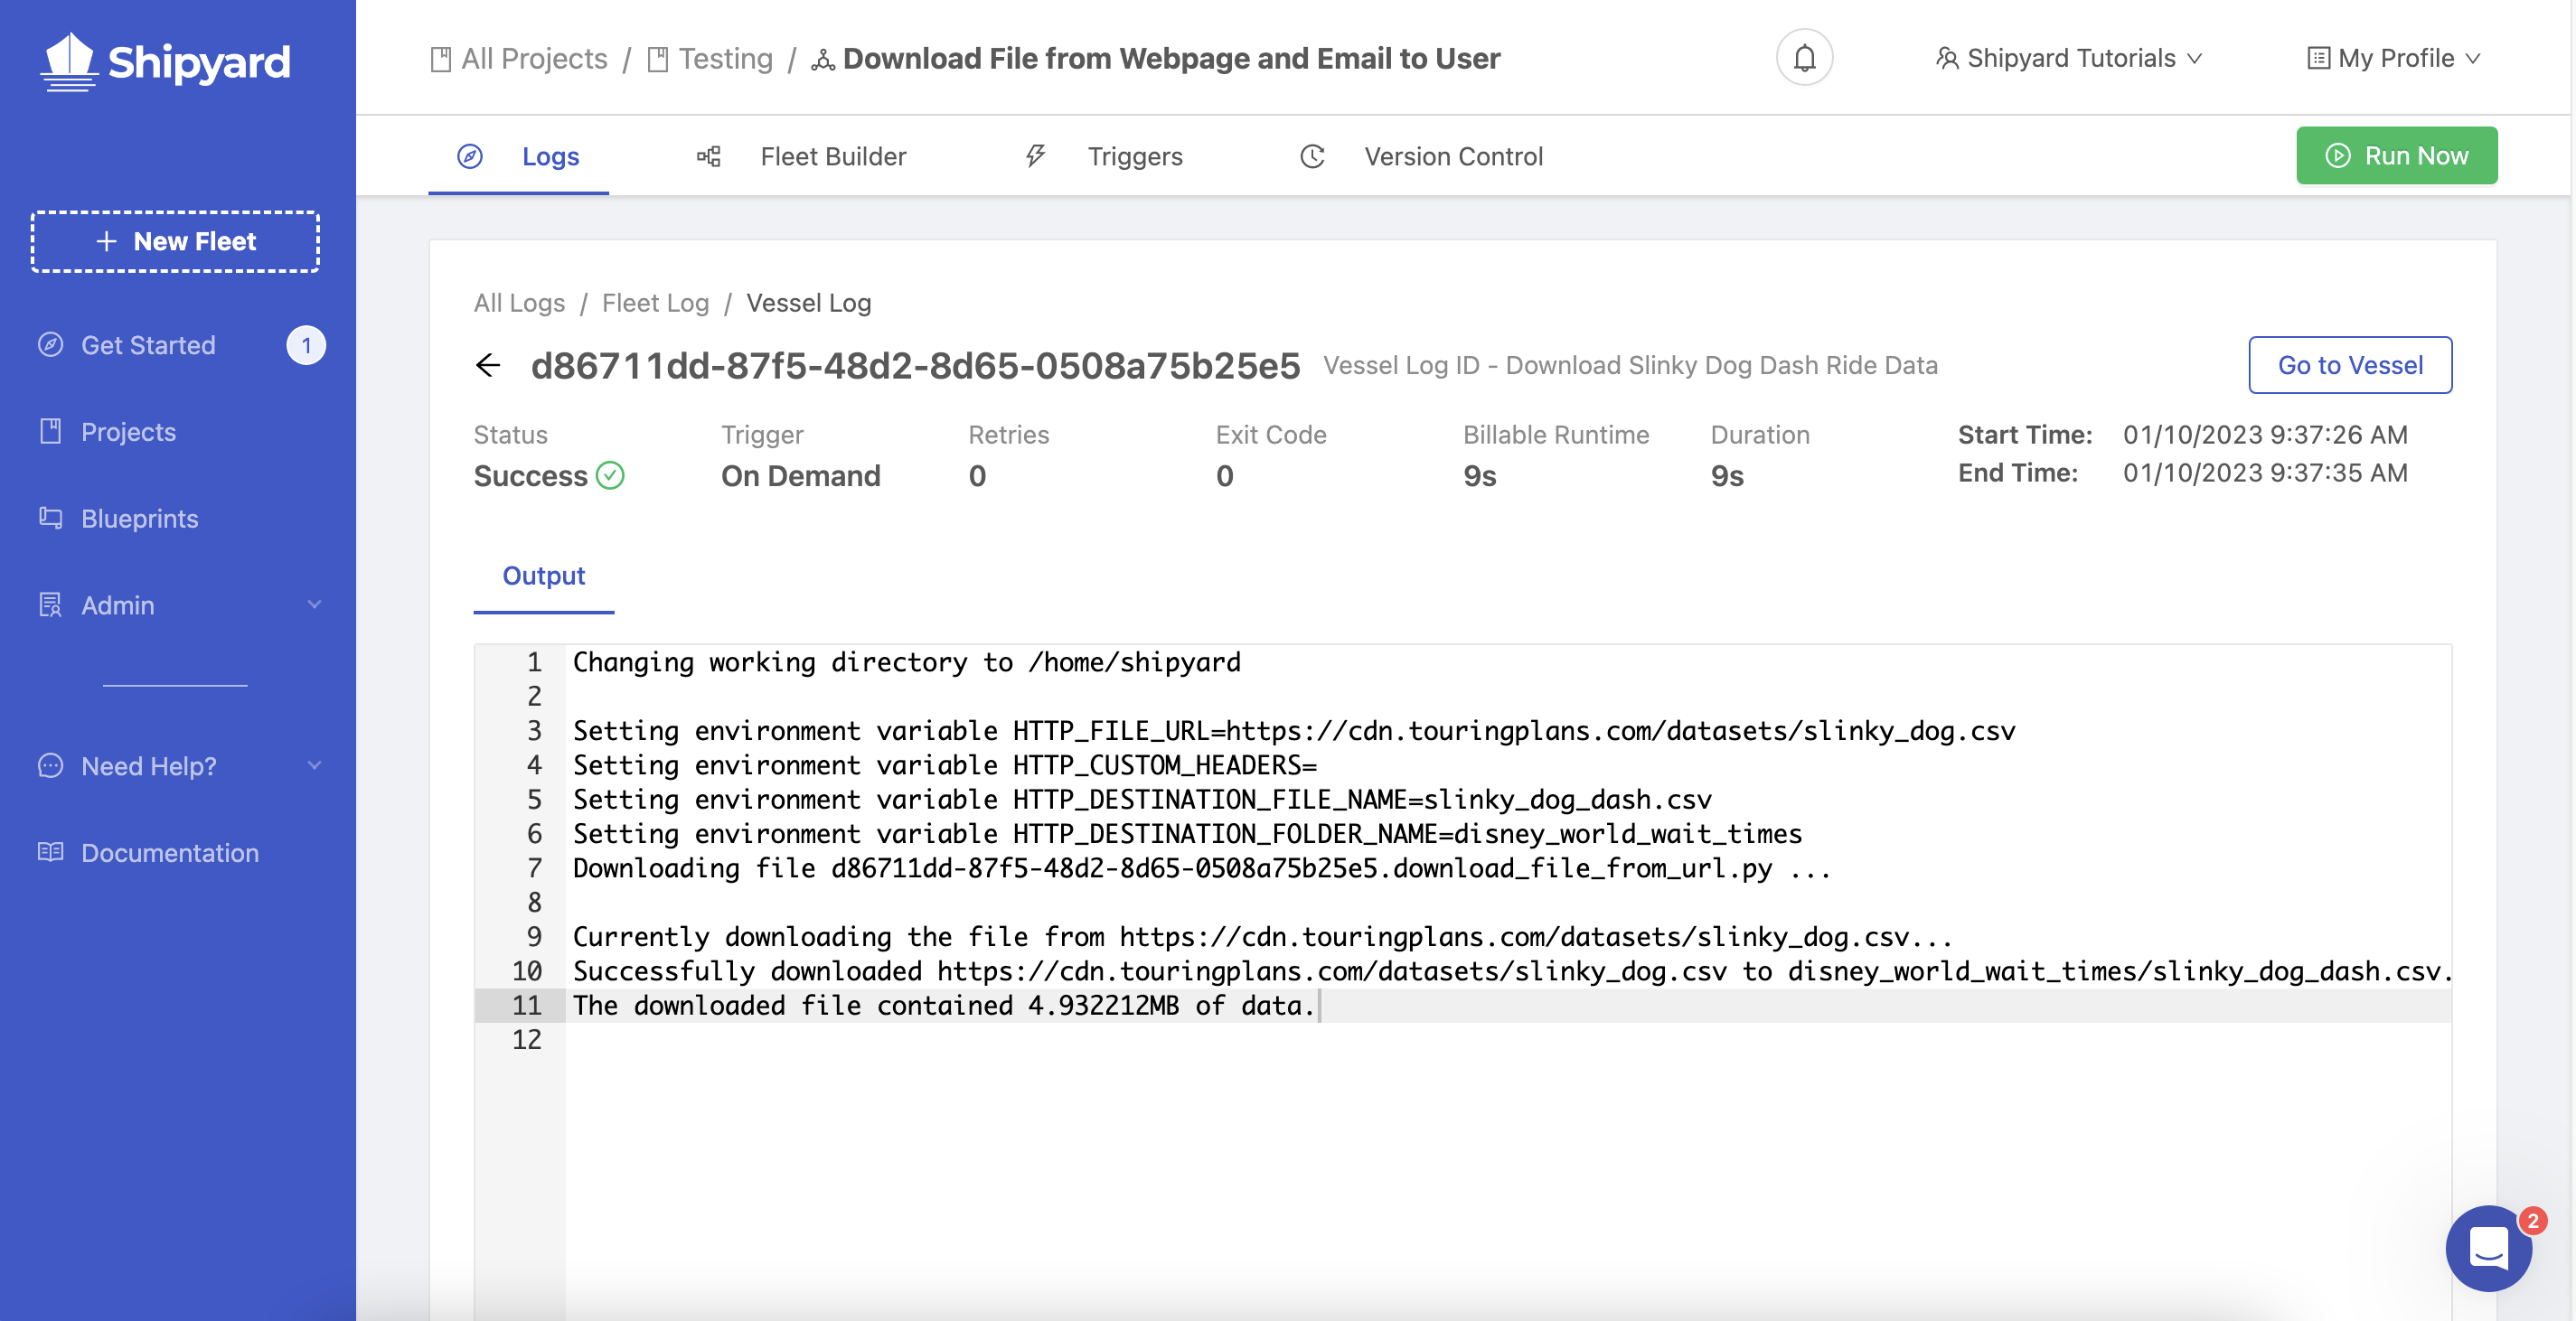 Shipyard
All Projects / Testing / Download File from Webpage and Email to User
Shipyard Tutorials
My Profile
Logs
Fleet Builder
Triggers
Version Control
Run Now
+ New Fleet
Get Started 1
Projects
Blueprints
Admin
Need Help?
Documentation
All Logs / Fleet Log / Vessel Log
d86711dd-87f5-48d2-8d65-0508a75b25e5 Vessel Log ID - Download Slinky Dog Dash Ride Data
Go to Vessel
Status Trigger Retries Exit Code Billable Runtime Duration
Success On Demand 0 0 9s 9s
Start Time: 01/10/2023 9:37:26 AM
End Time: 01/10/2023 9:37:35 AM
Output
1 Changing working directory to /home/shipyard
2
3 Setting environment variable HTTP_FILE_URL=https://cdn.touringplans.com/datasets/slinky_dog.csv
4 Setting environment variable HTTP_CUSTOM_HEADERS=
5 Setting environment variable HTTP_DESTINATION_FILE_NAME=slinky_dog_dash.csv
6 Setting environment variable HTTP_DESTINATION_FOLDER_NAME=disney_world_wait_times
7 Downloading file d86711dd-87f5-48d2-8d65-0508a75b25e5.download_file_from_url.py ...
8
9 Currently downloading the file from https://cdn.touringplans.com/datasets/slinky_dog.csv...
10 Successfully downloaded https://cdn.touringplans.com/datasets/slinky_dog.csv to disney_world_wait_times/slinky_dog_dash.csv.
11 The downloaded file contained 4.932212MB of data.
12
2